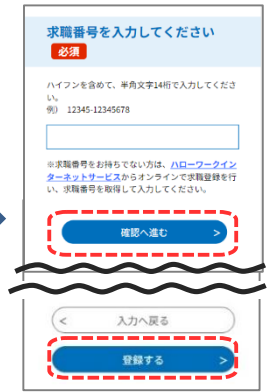 求職番号を入力してください
必須
ハイフンを含めて、半角文字14桁で入力してくださ
い。
例） 12345-12345678
※求職番号をお持ちでない方は、ハローワークイン
ターネットサービスからオンラインで求職登録を行
い、求職番号を取得して入力してください。
確認へ進む >
< 入力へ戻る
登録する >